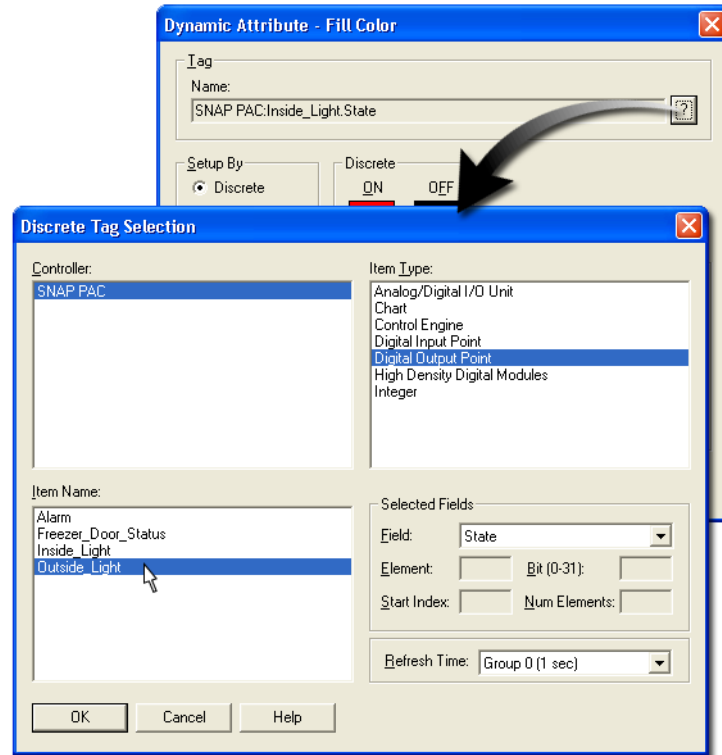 Dynamic Attribute - Fill Color
Tag
Name:
SNAP PAC:Inside_Light.State
?
Setup By
Discrete
Discrete
ON OFF
Discrete Tag Selection
Controller:
SNAP PAC
Item Type:
Analog/Digital I/O Unit
Chart
Control Engine
Digital Input Point
Digital Output Point
High Density Digital Modules
Integer
Item Name:
Alarm
Freezer_Door_Status
Inside_Light
Outside_Light
Selected Fields
Field: State
Element: Bit (0-31):
Start Index: Num Elements:
Refresh Time: Group 0 (1 sec)
OK Cancel Help